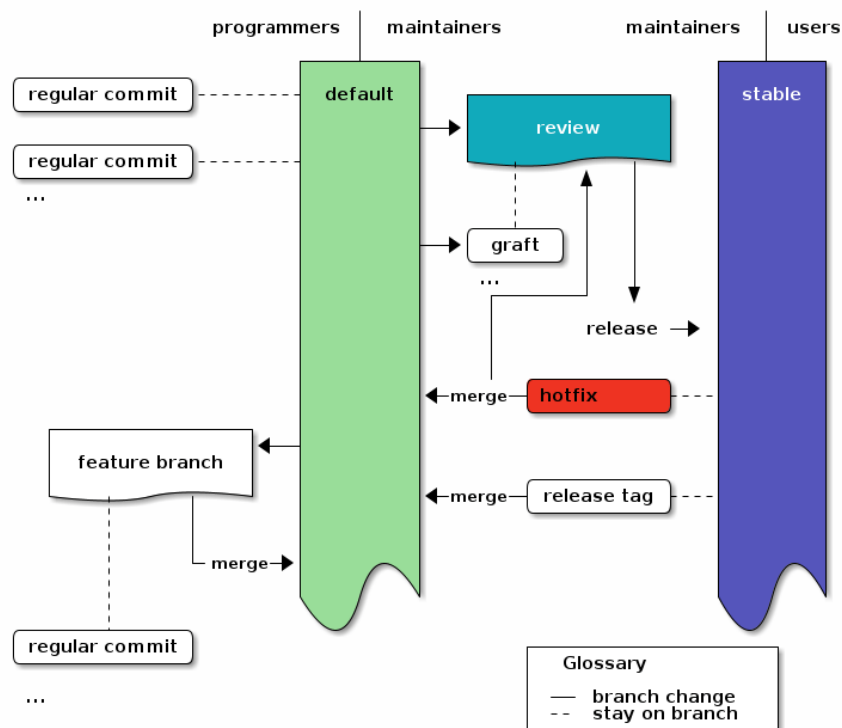 programmers maintainers maintainers users
regular commit default stable
review
regular commit
...
graft
...
release
merge hotfix
feature branch
merge release tag
merge
regular commit
Glossary
...
branch change
stay on branch